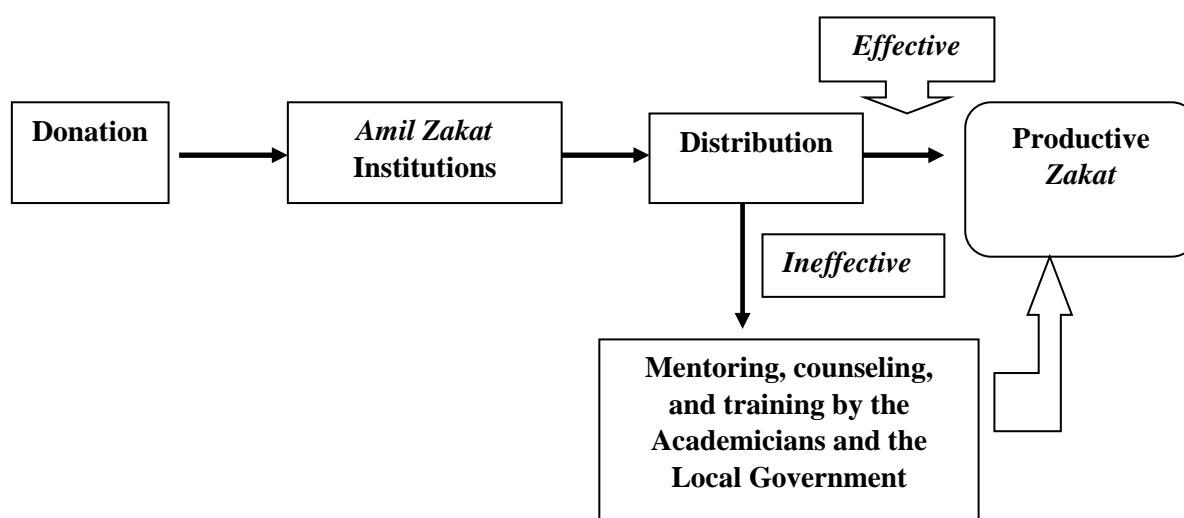 Effective
Donation
Amil Zakat
Institutions
Distribution
Productive
Zakat
Ineffective
Mentoring, counseling,
and training by the
Academicians and the
Local Government